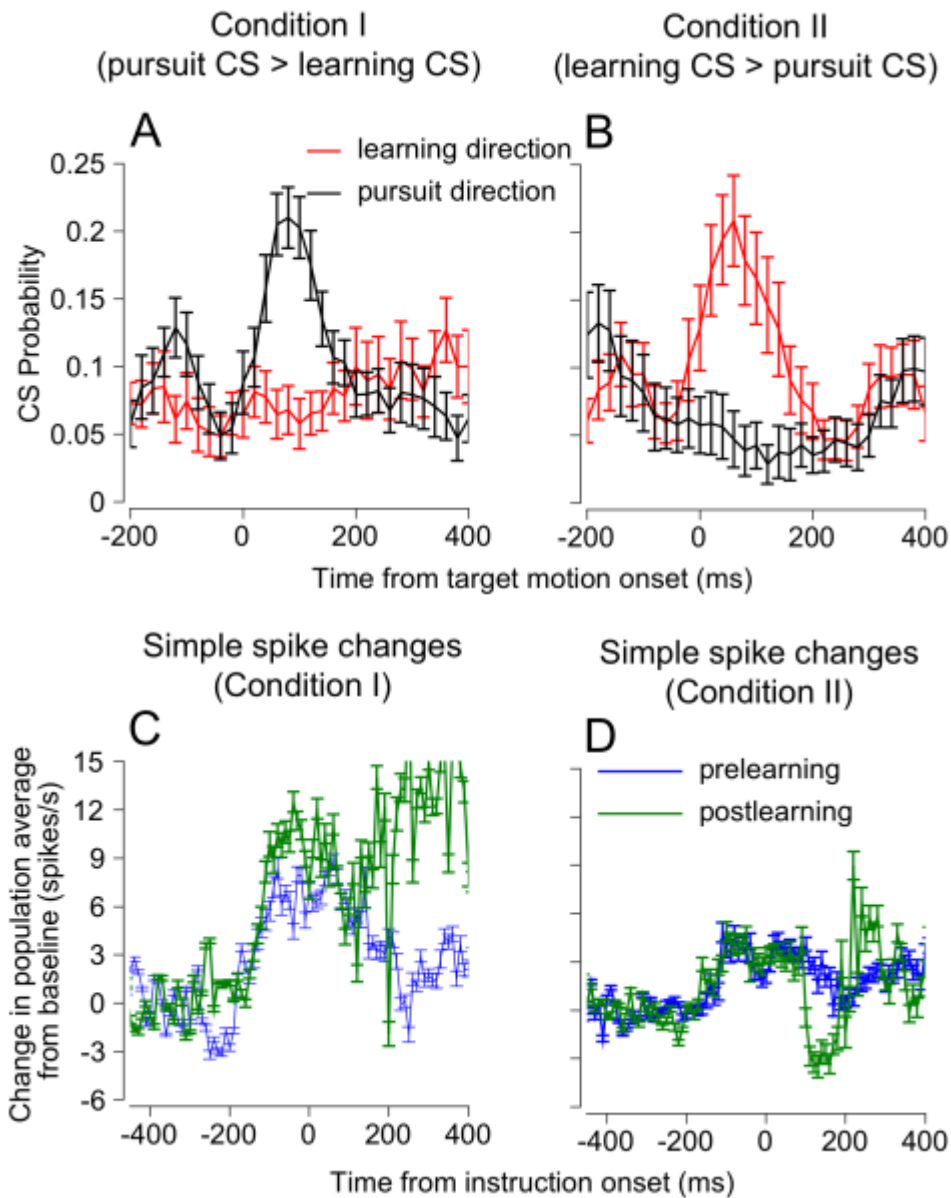 Condition I
(pursuit CS > learning CS)
Condition II
(learning CS > pursuit CS)
A
B
learning direction
pursuit direction
CS Probability
0.25
0.2
0.15
0.1
0.05
0
-200
0
200
400
-200
0
200
400
Time from target motion onset (ms)
Simple spike changes
(Condition I)
Simple spike changes
(Condition II)
C
D
prelearning
postlearning
Change in population average
from baseline (spikes/s)
15
12
9
6
3
0
-3
-6
-400
-200
0
200
400
-400
-200
0
200
400
Time from instruction onset (ms)